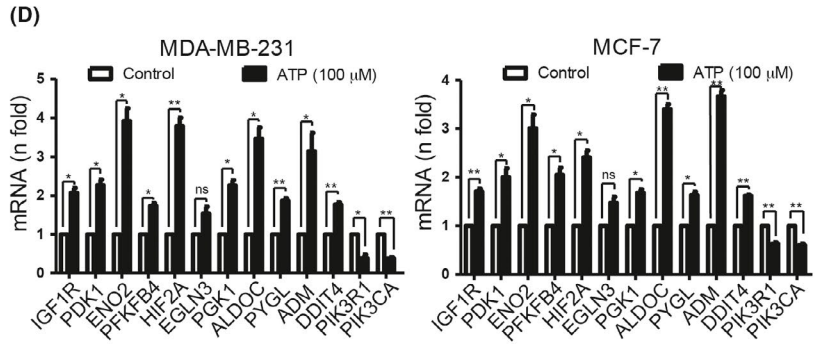 (D)
MDA-MB-231
Control ATP (100 μM)
mRNA (n fold)
5
4
3
2
1
0
* * * ** * ns * * ** * ** * **
IGF1R PDK1 ENO2 PFKFB4 HIF2A EGLN3 PGK1 ALDOC PYGL ADM DDIT4 PIK3R1 PIK3CA
MCF-7
Control ATP (100 μM)
mRNA (n fold)
4
3
2
1
0
** * * * * ns * ** * ** ** ** **
IGF1R PDK1 ENO2 PFKFB4 HIF2A EGLN3 PGK1 ALDOC PYGL ADM DDIT4 PIK3R1 PIK3CA